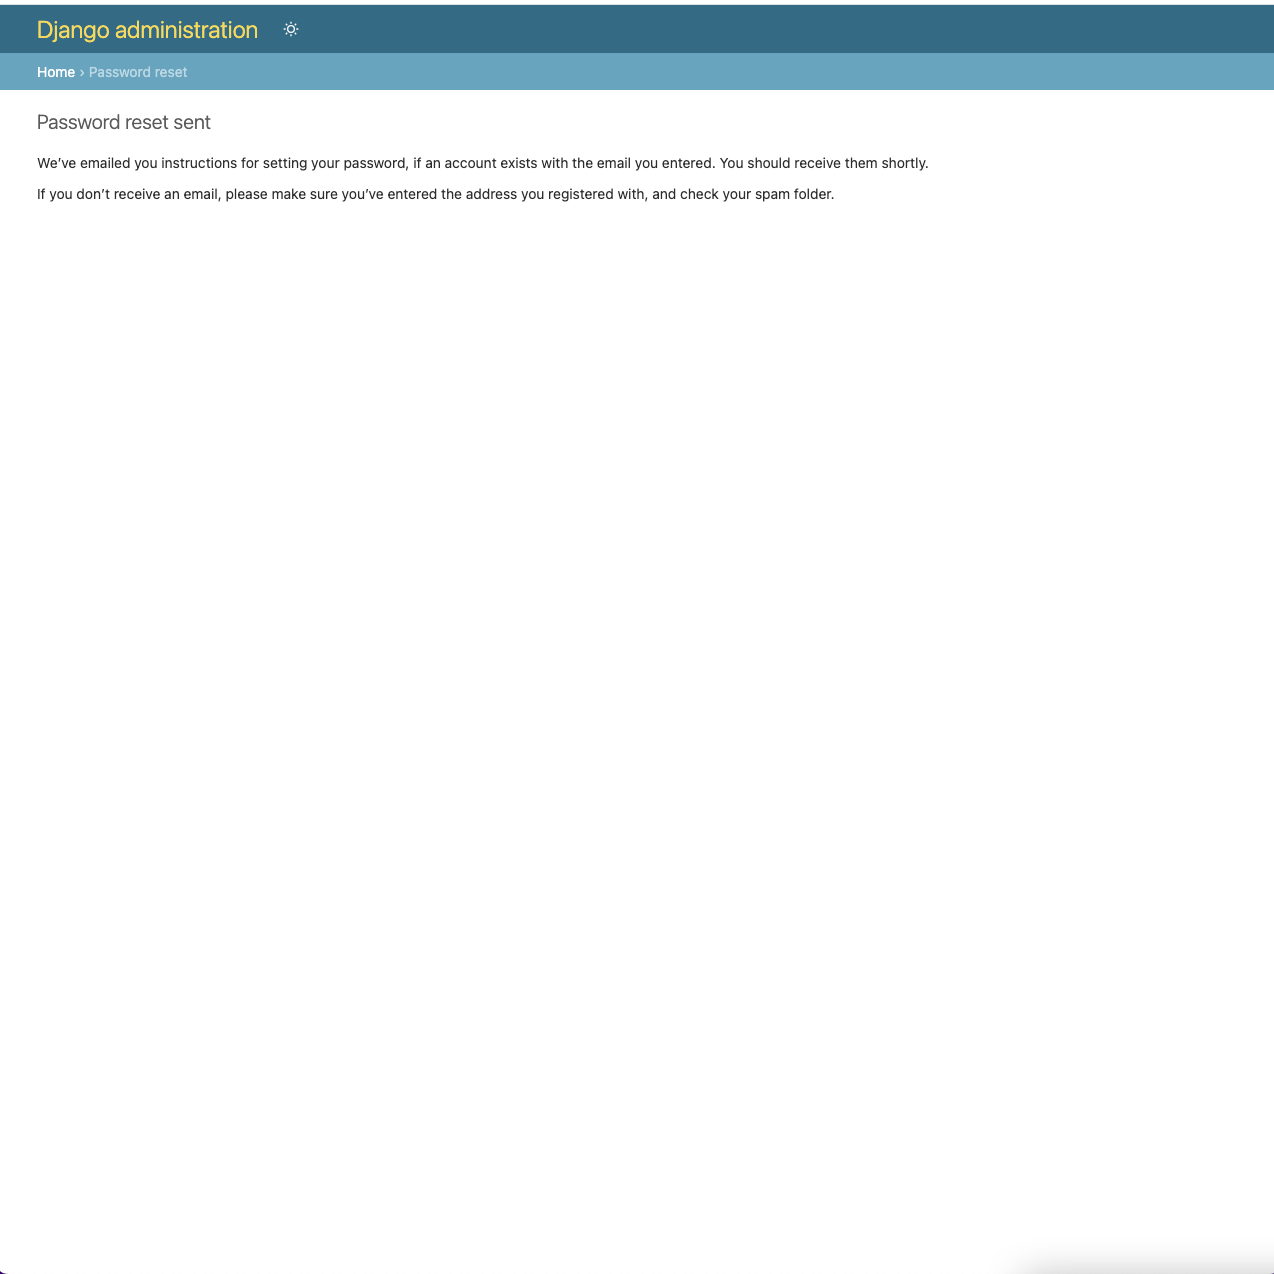 Django administration
Home › Password reset
Password reset sent
We’ve emailed you instructions for setting your password, if an account exists with the email you entered. You should receive them shortly.
If you don’t receive an email, please make sure you’ve entered the address you registered with, and check your spam folder.